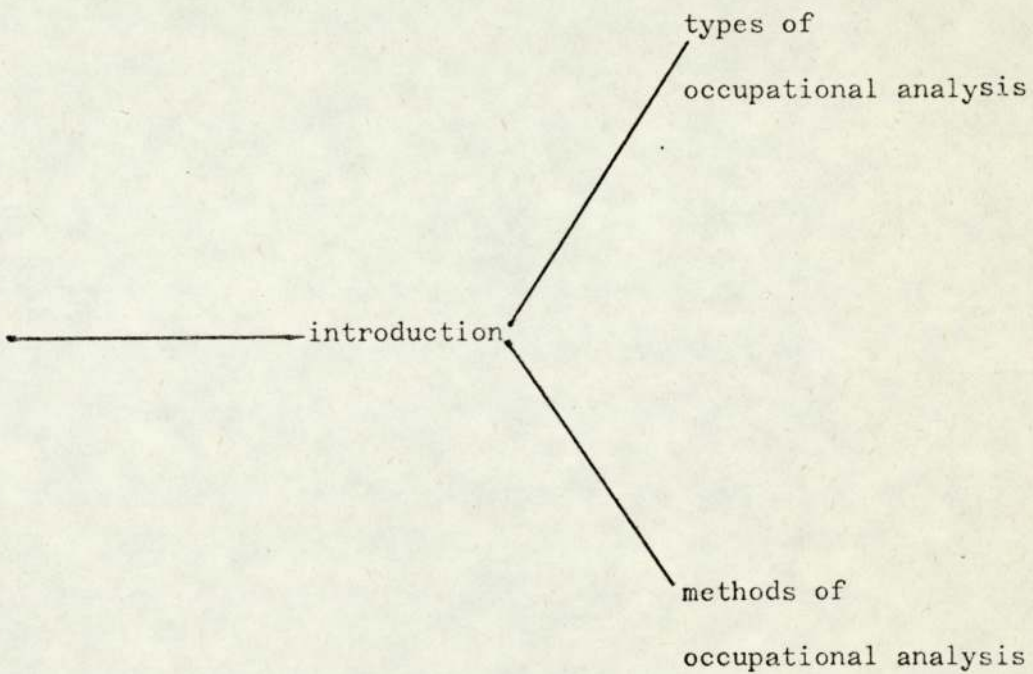 types of
occupational analysis
introduction
methods of
occupational analysis